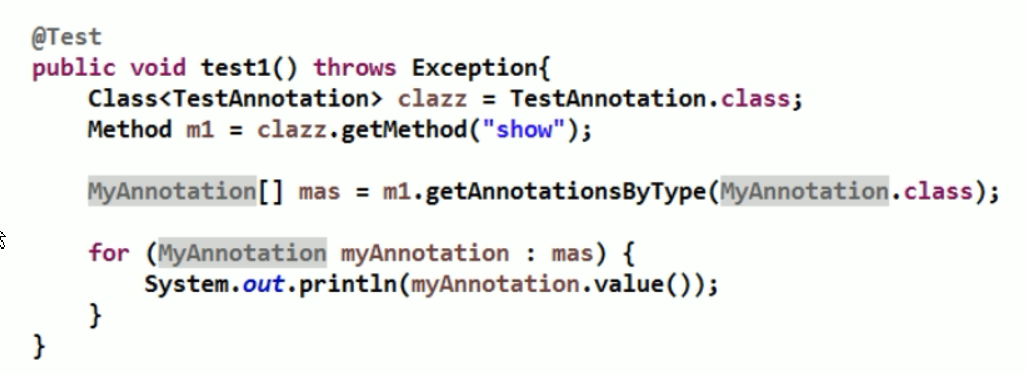 @Test
public void test1() throws Exception{
    Class<TestAnnotation> clazz = TestAnnotation.class;
    Method m1 = clazz.getMethod("show");
    MyAnnotation[] mas = m1.getAnnotationsByType(MyAnnotation.class);
    for (MyAnnotation myAnnotation : mas) {
        System.out.println(myAnnotation.value());
    }
}